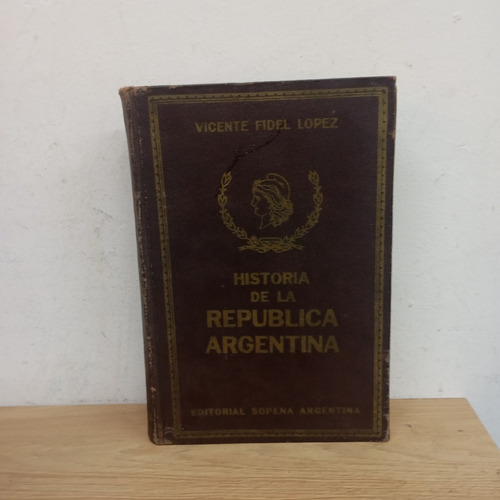 VICENTE FIDEL LOPEZ
HISTORIA
DE LA
REPUBLICA
ARGENTINA
EDITORIAL SOPENA ARGENTINA